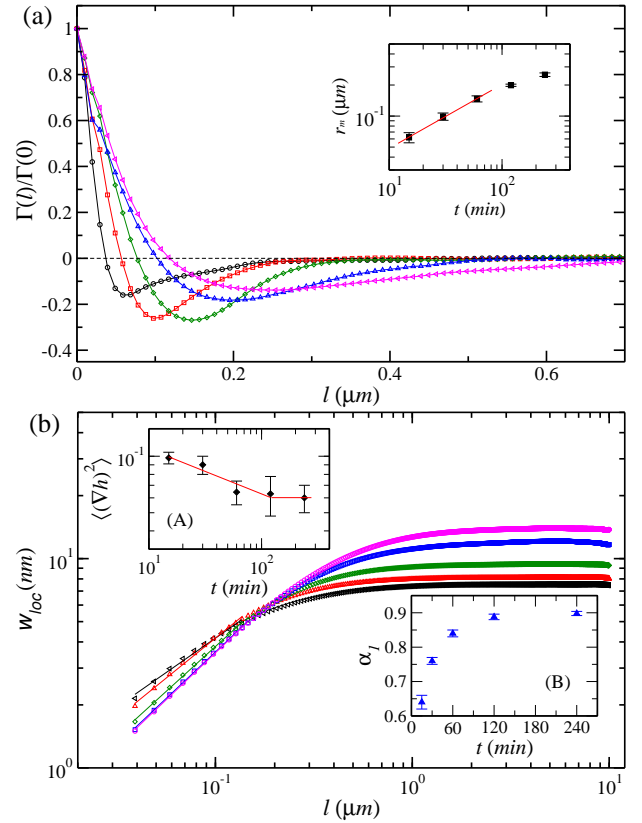 (a)
Γ(l)/Γ(0)
1
0.8
0.6
0.4
0.2
0
-0.2
-0.4
0
0.2
0.4
0.6
l (μm)
r_m (μm)
10^-1
10^1
10^2
t (min)
(b)
w_loc (nm)
10^1
10^0
10^-1
10^0
10^1
l (μm)
⟨(∇h)^2⟩
10^-1
(A)
10^1
10^2
t (min)
α_1
0.9
0.8
0.7
0.6
(B)
0
60
120
180
240
t (min)